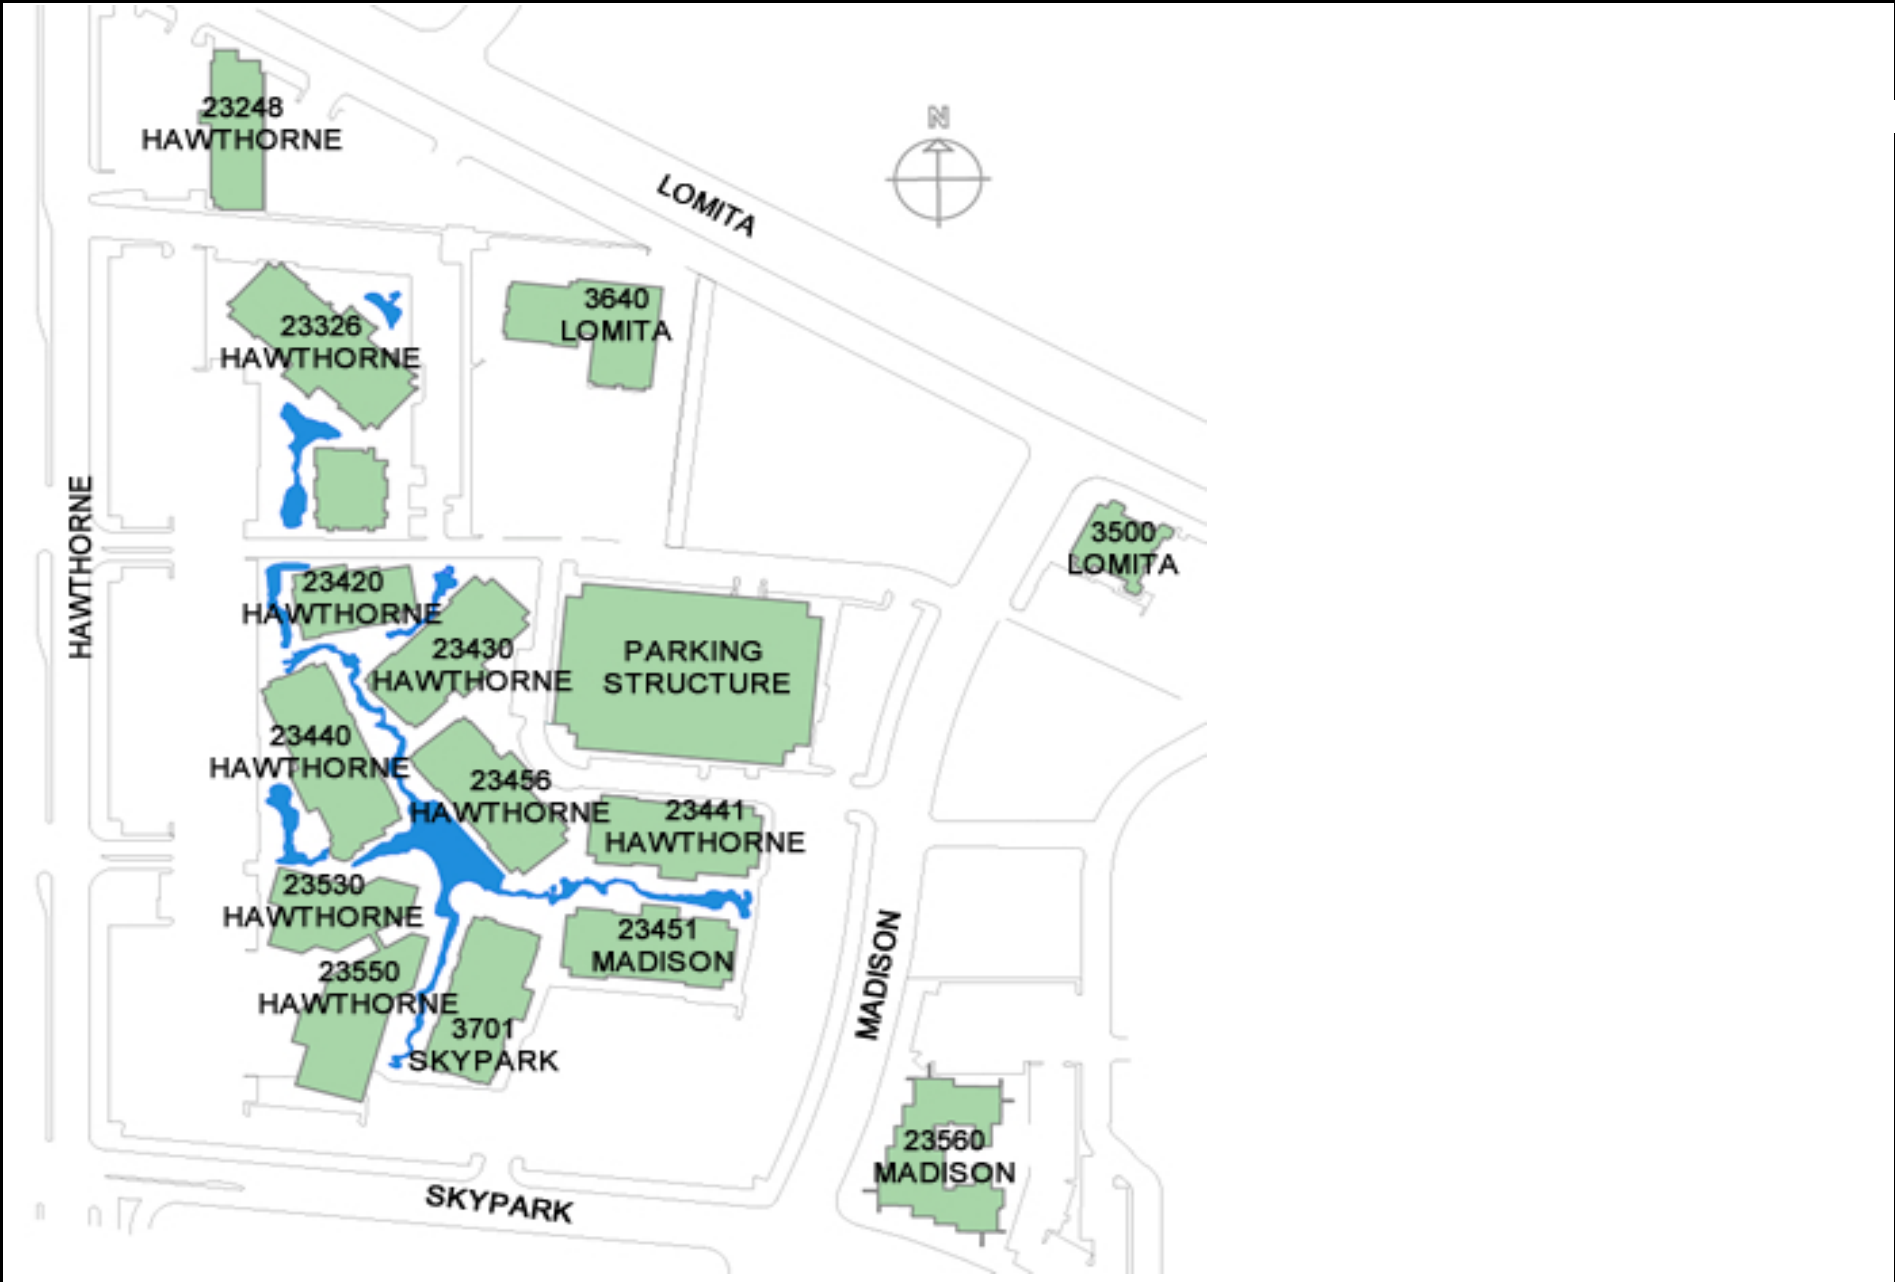 23248
HAWTHORNE
N
LOMITA
3640
LOMITA
23326
HAWTHORNE
HAWTHORNE
3500
LOMITA
23420
HAWTHORNE
23430
HAWTHORNE
PARKING
STRUCTURE
23440
HAWTHORNE
23456
HAWTHORNE
23441
HAWTHORNE
23530
HAWTHORNE
23451
MADISON
MADISON
23550
HAWTHORNE
3701
SKYPARK
23560
MADISON
SKYPARK